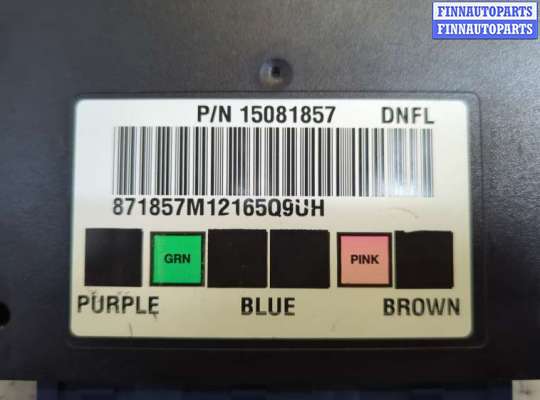 FINNAUTOPARTS
FINNAUTOPARTS
P/N 15081857 DNFL
871857M12165Q9UH
GRN PINK
PURPLE BLUE BROWN